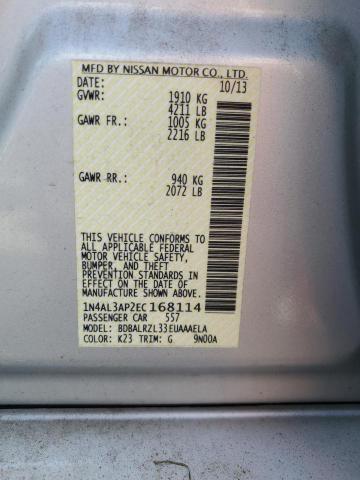 MFD BY NISSAN MOTOR CO., LTD.
DATE: 10/13
GVWR: 1910 KG
4211 LB
GAWR FR.: 1005 KG
2216 LB
GAWR RR.: 940 KG
2072 LB
THIS VEHICLE CONFORMS TO
ALL APPLICABLE FEDERAL
MOTOR VEHICLE SAFETY,
BUMPER, AND THEFT
PREVENTION STANDARDS IN
EFFECT ON THE DATE OF
MANUFACTURE SHOWN ABOVE.
1N4AL3AP2EC168114
PASSENGER CAR 557
MODEL: BDBALRZL33EUAAAELA
COLOR: K23 TRIM: G 9N00A